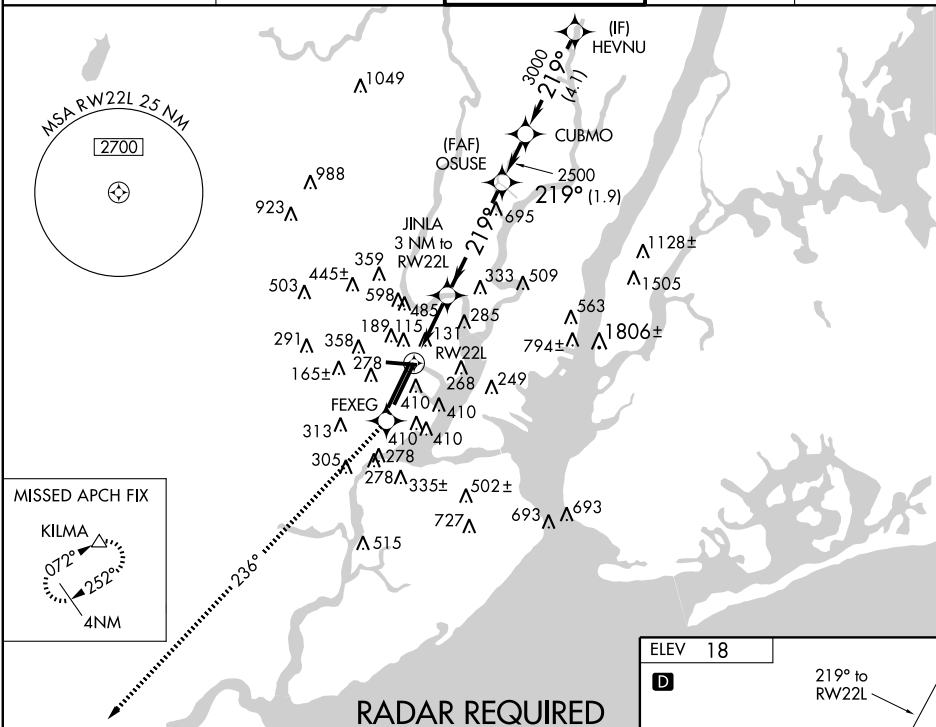 (IF)
HEVNU
3000
219°
(4.1)
1049
MSA RW22L 25 NM
2700
CUBMO
(FAF)
OSUSE
2500
219° (1.9)
988
923
695
JINLA
3 NM to
RW22L
219°
1128±
359
445±
333
509
1505
503
598
485
285
563
189
115
131
291
358
RW22L
794±
1806±
165±
278
268
249
FEXEG
410
410
313
410
410
305
278
278
335±
502±
727
693
693
515
MISSED APCH FIX
KILMA
072°
252°
4NM
236°
ELEV 18
D
219° to
RW22L
RADAR REQUIRED